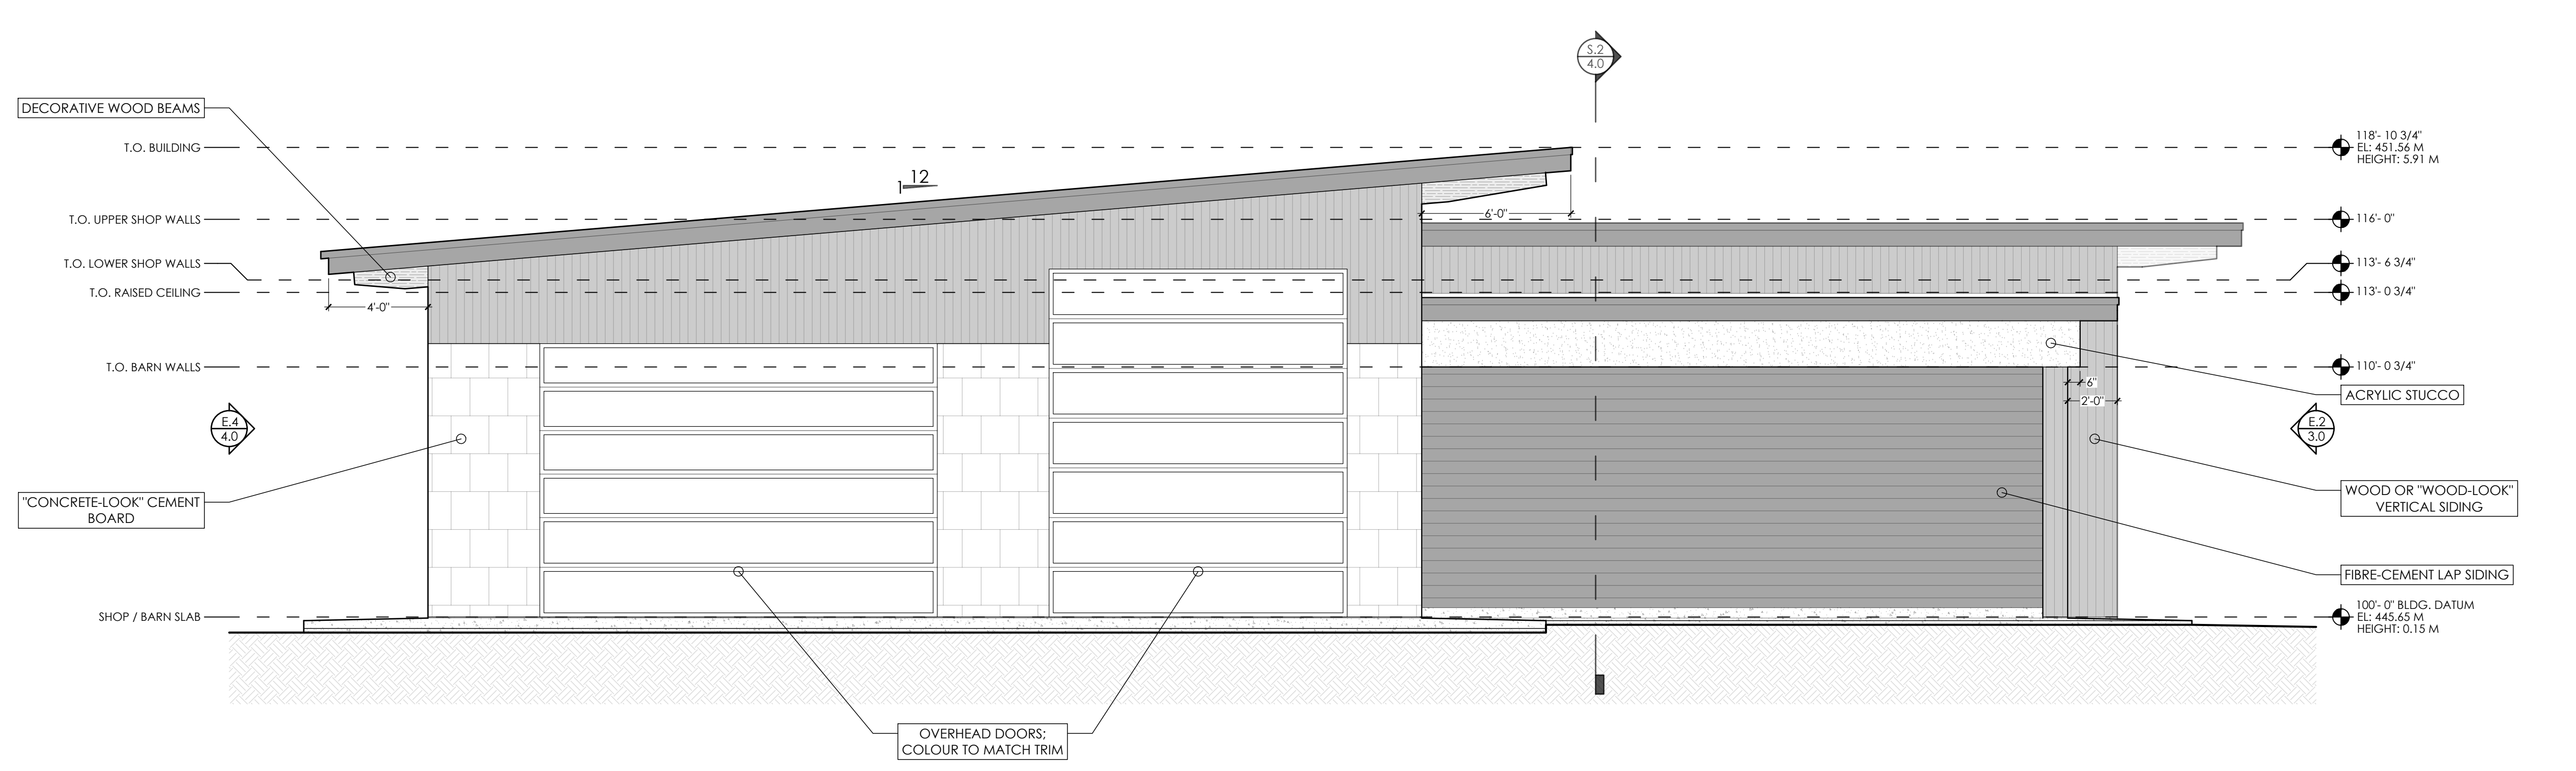 S.2
4.0
DECORATIVE WOOD BEAMS
T.O. BUILDING
118'- 10 3/4"
EL: 451.56 M
HEIGHT: 5.91 M
1
12
6'-0"
T.O. UPPER SHOP WALLS
116'- 0"
T.O. LOWER SHOP WALLS
113'- 6 3/4"
T.O. RAISED CEILING
113'- 0 3/4"
4'-0"
T.O. BARN WALLS
110'- 0 3/4"
6"
2'-0"
ACRYLIC STUCCO
E.4
4.0
E.2
3.0
"CONCRETE-LOOK" CEMENT
BOARD
WOOD OR "WOOD-LOOK"
VERTICAL SIDING
FIBRE-CEMENT LAP SIDING
SHOP / BARN SLAB
100'- 0" BLDG. DATUM
EL: 445.65 M
HEIGHT: 0.15 M
OVERHEAD DOORS;
COLOUR TO MATCH TRIM